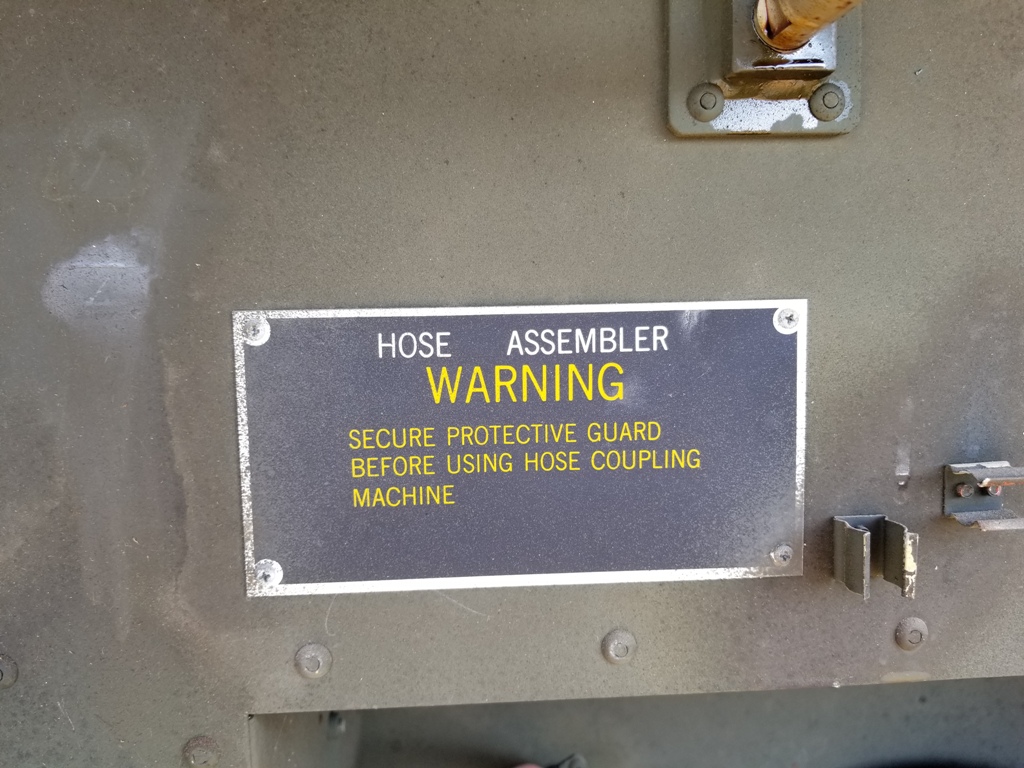 HOSE ASSEMBLER
WARNING
SECURE PROTECTIVE GUARD
BEFORE USING HOSE COUPLING
MACHINE